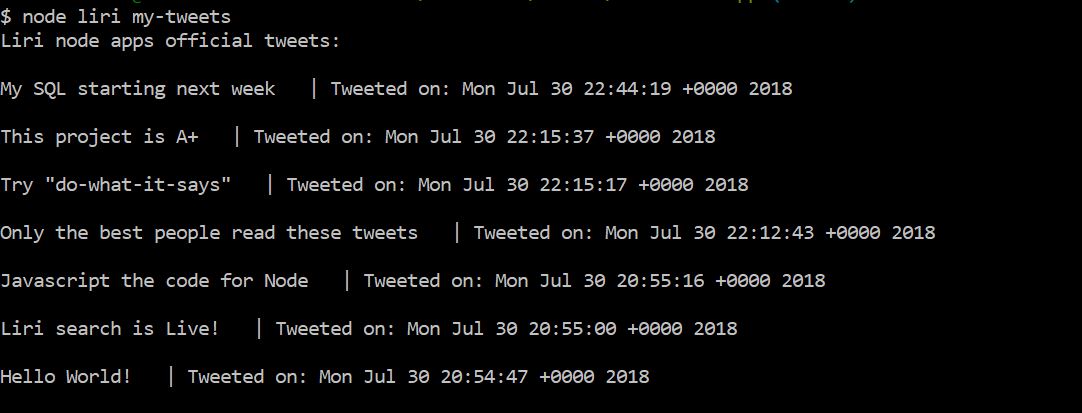 $ node liri my-tweets
Liri node apps official tweets:
My SQL starting next week   | Tweeted on: Mon Jul 30 22:44:19 +0000 2018
This project is A+   | Tweeted on: Mon Jul 30 22:15:37 +0000 2018
Try "do-what-it-says"   | Tweeted on: Mon Jul 30 22:15:17 +0000 2018
Only the best people read these tweets   | Tweeted on: Mon Jul 30 22:12:43 +0000 2018
Javascript the code for Node   | Tweeted on: Mon Jul 30 20:55:16 +0000 2018
Liri search is Live!   | Tweeted on: Mon Jul 30 20:55:00 +0000 2018
Hello World!   | Tweeted on: Mon Jul 30 20:54:47 +0000 2018